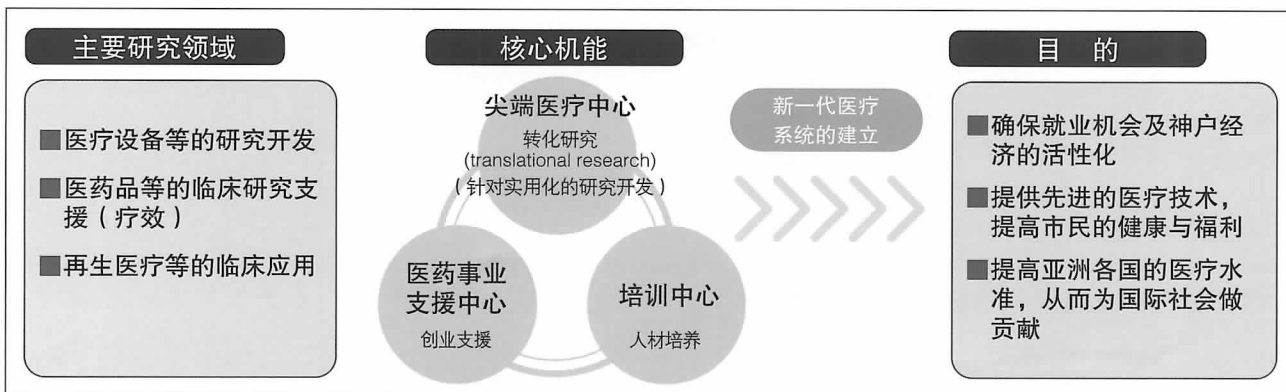 主要研究领域
■医疗设备等的研究开发
■医药品等的临床研究支
援（疗效）
■再生医疗等的临床应用
核心机能
尖端医疗中心
转化研究
(translational research)
（针对实用化的研究开发）
医药事业
支援中心
创业支援
培训中心
人材培养
新一代医疗
系统的建立
目 的
■确保就业机会及神户经
济的活性化
■提供先进的医疗技术，
提高市民的健康与福利
■提高亚洲各国的医疗水
准，从而为国际社会做
贡献